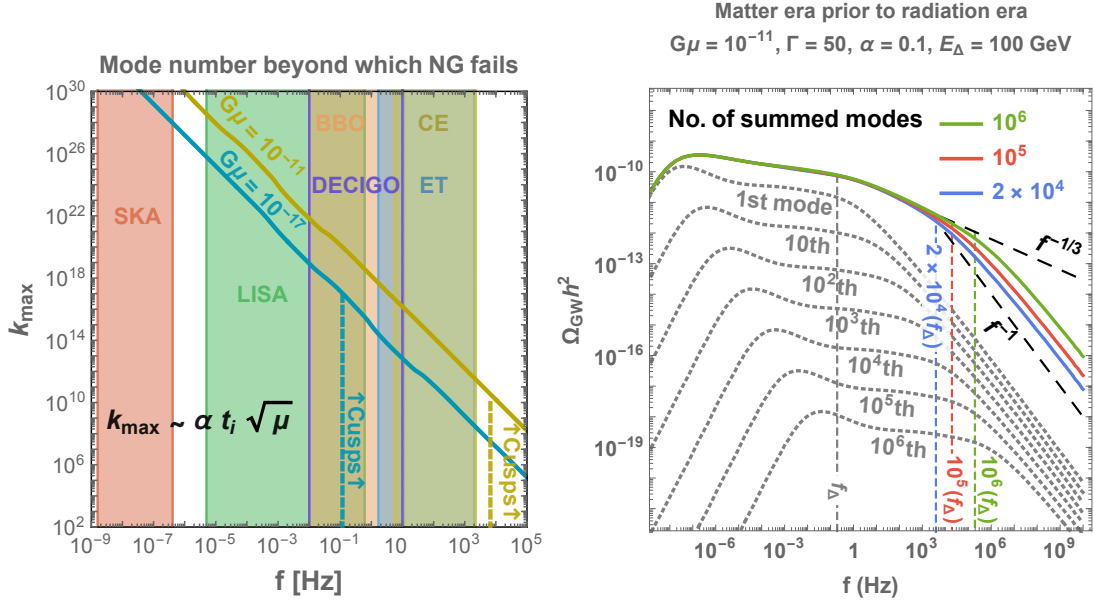 Mode number beyond which NG fails
k_max
10^30
10^26
10^22
10^18
10^14
10^10
10^6
10^2
Gμ = 10^−11
Gμ = 10^−17
SKA
LISA
BBO
DECIGO
CE
ET
k_max ~ α t_i √μ
↑Cusps↑
↑Cusps↑
10^−9
10^−7
10^−5
10^−3
10^−1
10
10^3
10^5
f [Hz]
Matter era prior to radiation era
Gμ = 10^−11, Γ = 50, α = 0.1, E_Δ = 100 GeV
Ω_GW h^2
10^−10
10^−13
10^−16
10^−19
No. of summed modes
10^6
10^5
2 × 10^4
1st mode
10th
10^2th
10^3th
10^4th
10^5th
10^6th
f^−1/3
f^−1
f_Δ
2 × 10^4 (f_Δ)
10^5 (f_Δ)
10^6 (f_Δ)
10^−6
10^−3
1
10^3
10^6
10^9
f (Hz)